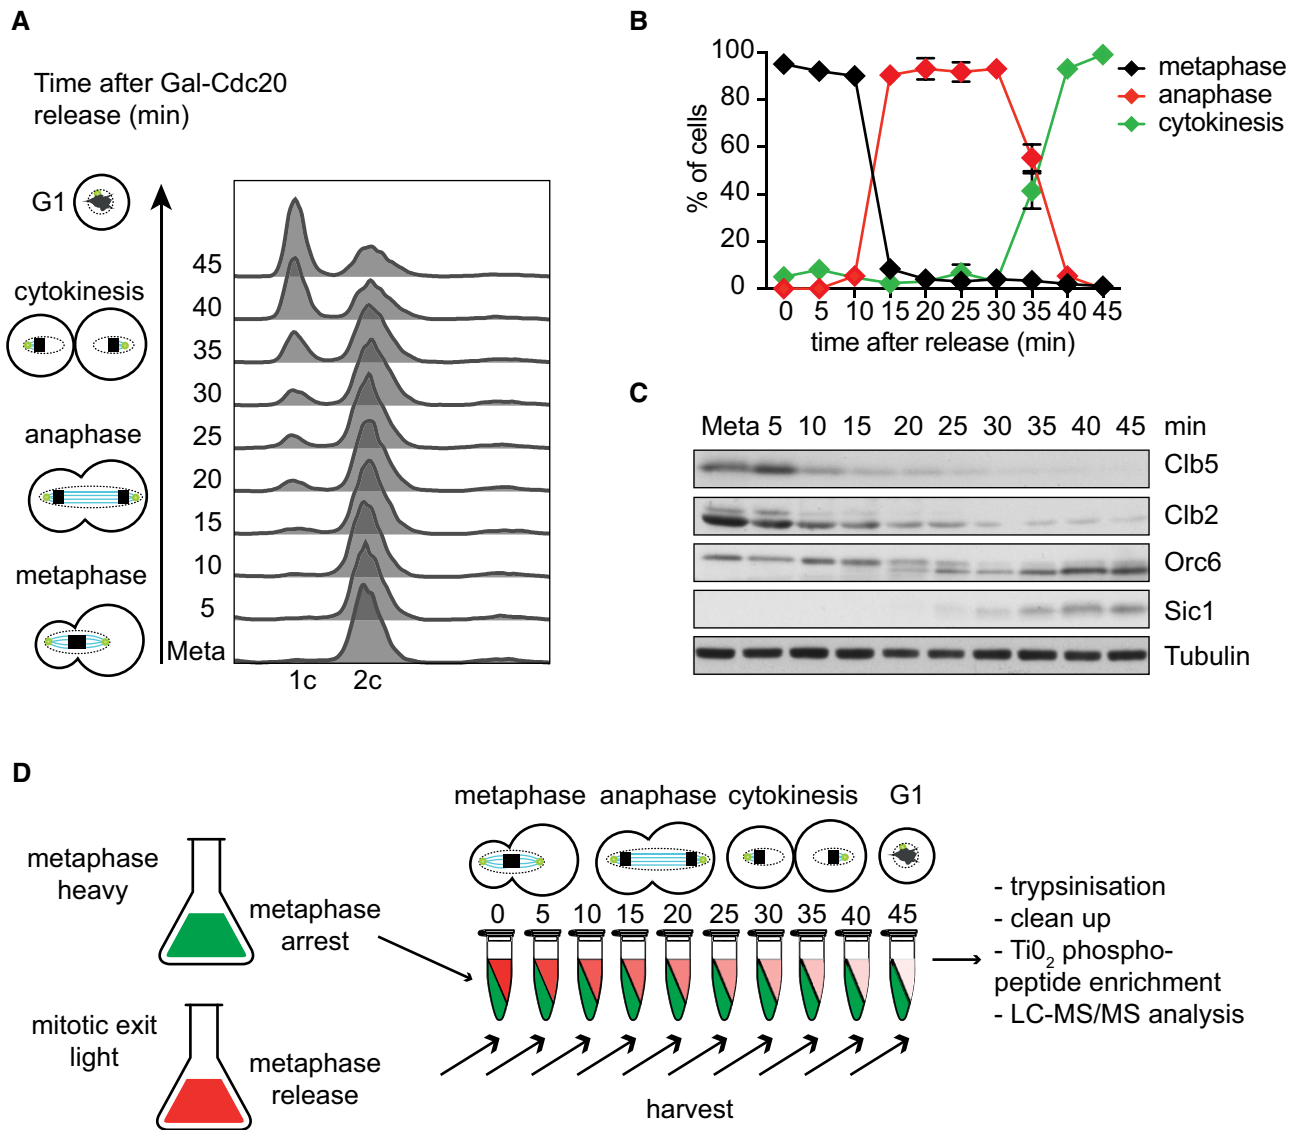 A
Time after Gal-Cdc20
release (min)
G1
cytokinesis
anaphase
metaphase
45
40
35
30
25
20
15
10
5
Meta
1c 2c
B
100
80
60
40
20
0
% of cells
0 5 10 15 20 25 30 35 40 45
time after release (min)
metaphase
anaphase
cytokinesis
C
Meta 5 10 15 20 25 30 35 40 45 min
Clb5
Clb2
Orc6
Sic1
Tubulin
D
metaphase
heavy
metaphase
arrest
mitotic exit
light
metaphase
release
metaphase anaphase cytokinesis G1
0 5 10 15 20 25 30 35 40 45
harvest
- trypsinisation
- clean up
- Ti0₂ phospho-
peptide enrichment
- LC-MS/MS analysis